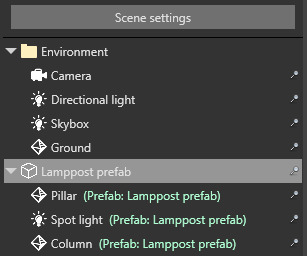 Scene settings
Environment
Camera
Directional light
Skybox
Ground
Lamppost prefab
Pillar (Prefab: Lamppost prefab)
Spot light (Prefab: Lamppost prefab)
Column (Prefab: Lamppost prefab)